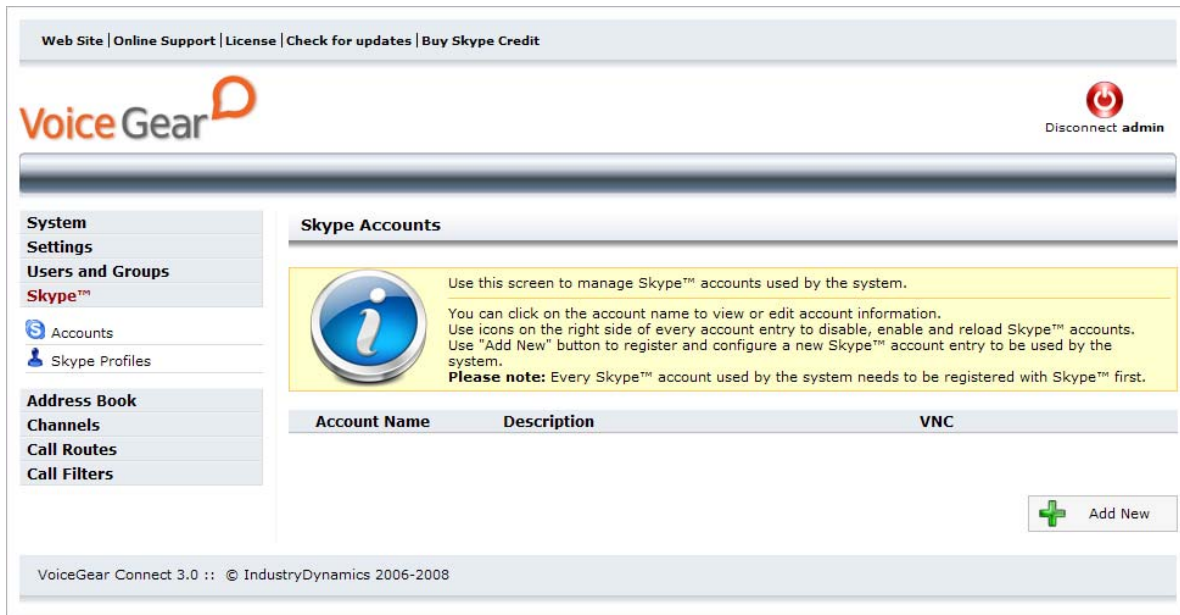 Web Site | Online Support | License | Check for updates | Buy Skype Credit
Voice Gear
Disconnect admin
System
Settings
Users and Groups
Skype™
Accounts
Skype Profiles
Address Book
Channels
Call Routes
Call Filters
Skype Accounts
Use this screen to manage Skype™ accounts used by the system.
You can click on the account name to view or edit account information.
Use icons on the right side of every account entry to disable, enable and reload Skype™ accounts.
Use "Add New" button to register and configure a new Skype™ account entry to be used by the
system.
Please note: Every Skype™ account used by the system needs to be registered with Skype™ first.
Account Name Description VNC
Add New
VoiceGear Connect 3.0 :: © IndustryDynamics 2006-2008